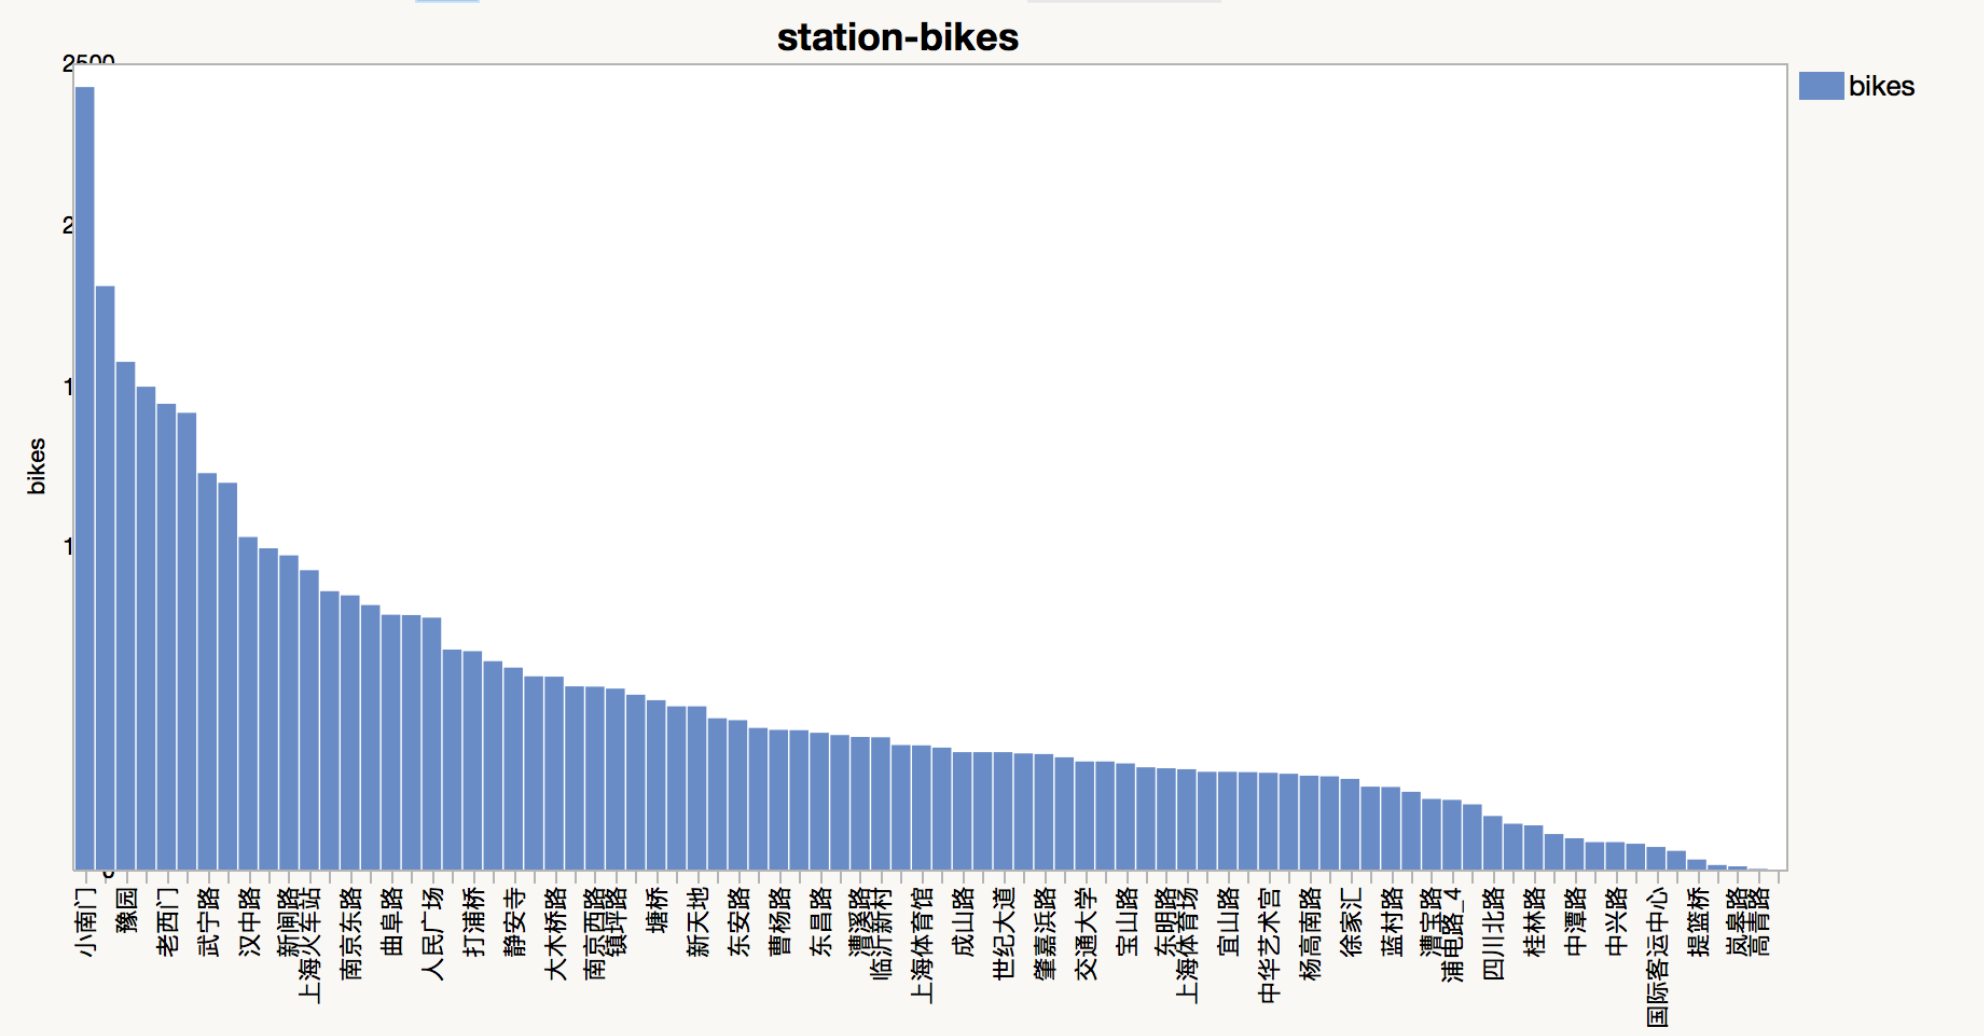 station-bikes
2500
2
1
1
0
bikes
bikes
小南门
豫园
老西门
武宁路
汉中路
新闸路
上海火车站
南京东路
曲阜路
人民广场
打浦桥
静安寺
大木桥路
南京西路
镇坪路
塘桥
新天地
东安路
曹杨路
东昌路
漕溪路
临沂新村
上海体育馆
成山路
世纪大道
肇嘉浜路
交通大学
宝山路
东明路
上海体育场
宜山路
中华艺术宫
杨高南路
徐家汇
蓝村路
漕宝路
浦电路_4
四川北路
桂林路
中潭路
中兴路
国际客运中心
提篮桥
岚皋路
高青路